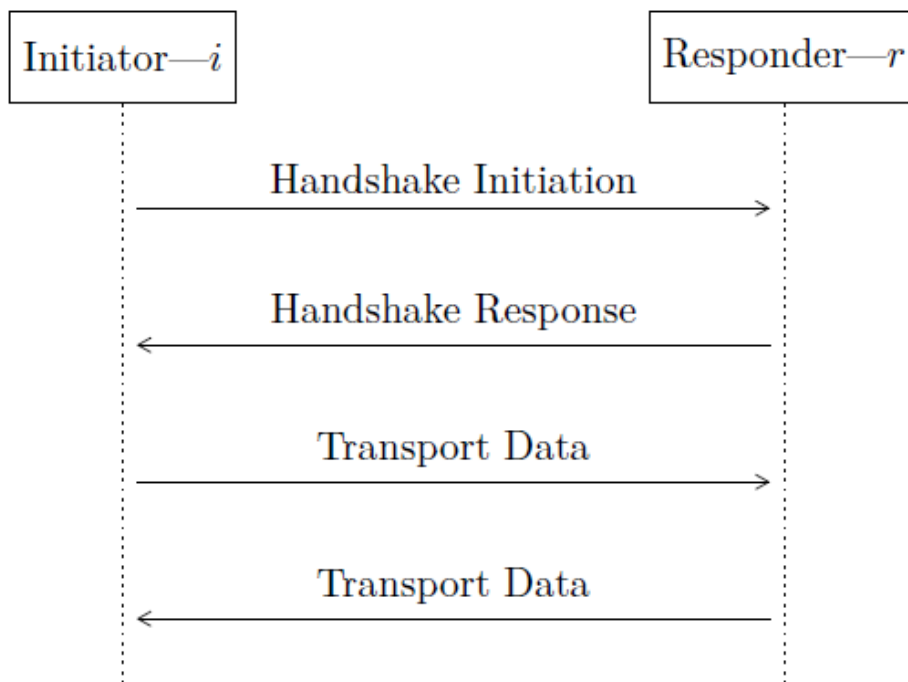 Initiator—i
Responder—r
Handshake Initiation
Handshake Response
Transport Data
Transport Data